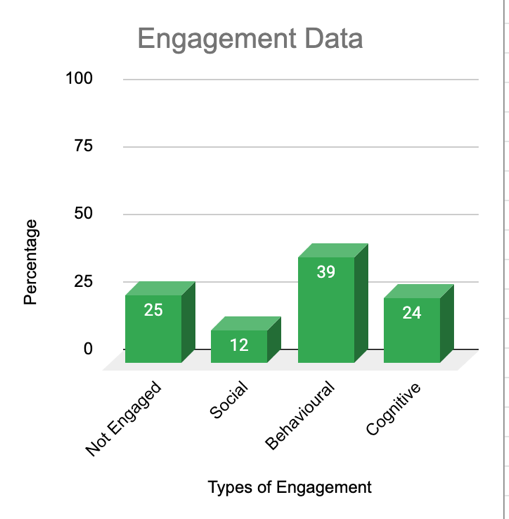 Engagement Data
100
75
50
25
0
Percentage
25
12
39
24
Not Engaged
Social
Behavioural
Cognitive
Types of Engagement